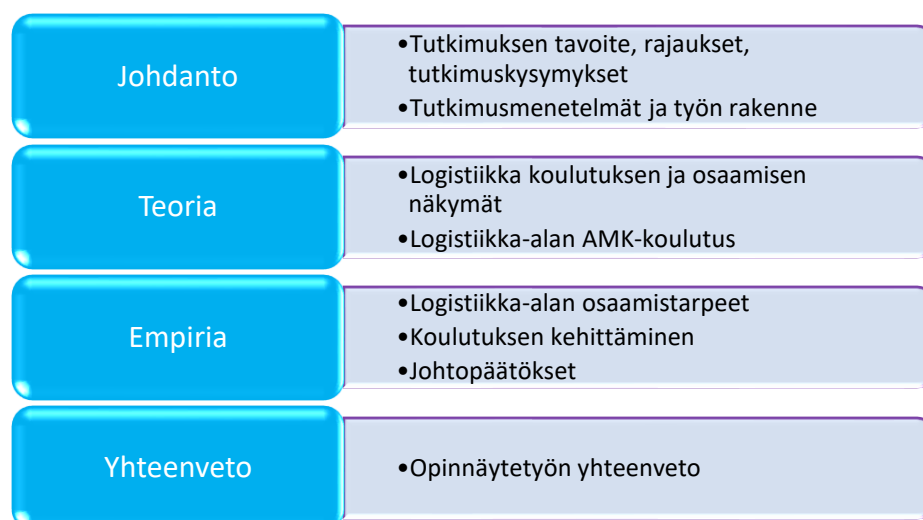 Johdanto
•Tutkimuksen tavoite, rajaukset,
tutkimuskysymykset
•Tutkimusmenetelmät ja työn rakenne
Teoria
•Logistiikka koulutuksen ja osaamisen
näkymät
•Logistiikka-alan AMK-koulutus
Empiria
•Logistiikka-alan osaamistarpeet
•Koulutuksen kehittäminen
•Johtopäätökset
Yhteenveto
•Opinnäytetyön yhteenveto